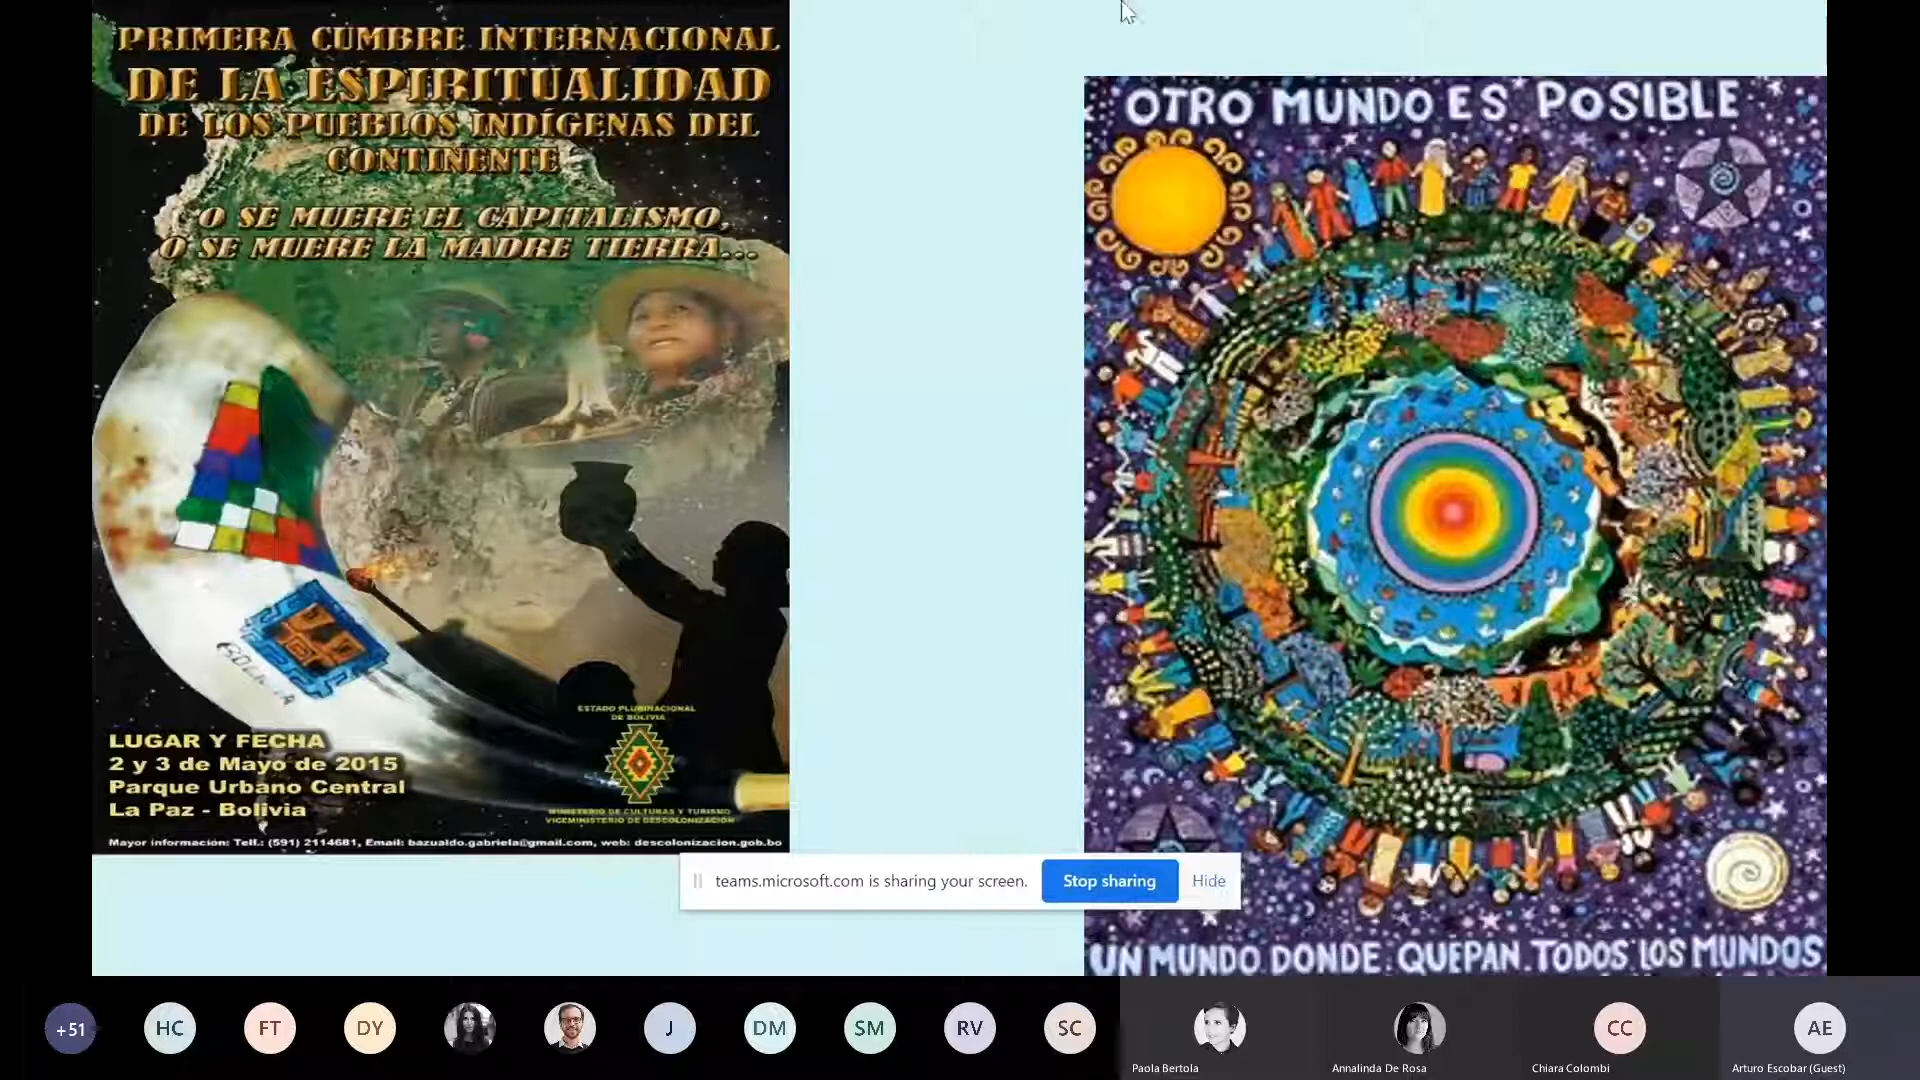 PRIMERA CUMBRE INTERNACIONAL
DE LA ESPIRITUALIDAD
DE LOS PUEBLOS INDÍGENAS DEL
CONTINENTE
O SE MUERE EL CAPITALISMO,
O SE MUERE LA MADRE TIERRA...
BOLIVIA
ESTADO PLURINACIONAL
DE BOLIVIA
MINISTERIO DE CULTURAS Y TURISMO
VICEMINISTERIO DE DESCOLONIZACIÓN
LUGAR Y FECHA
2 y 3 de Mayo de 2015
Parque Urbano Central
La Paz - Bolivia
Mayor información: Telf.: (591) 2114681, Email: bazualdo.gabriela@gmail.com, web: descolonizacion.gob.bo
OTRO MUNDO ES POSIBLE
UN MUNDO DONDE QUEPAN TODOS LOS MUNDOS
teams.microsoft.com is sharing your screen.
Stop sharing
Hide
+51
HC
FT
DY
J
DM
SM
RV
SC
CC
AE
Paola Bertola
Annalinda De Rosa
Chiara Colombi
Arturo Escobar (Guest)